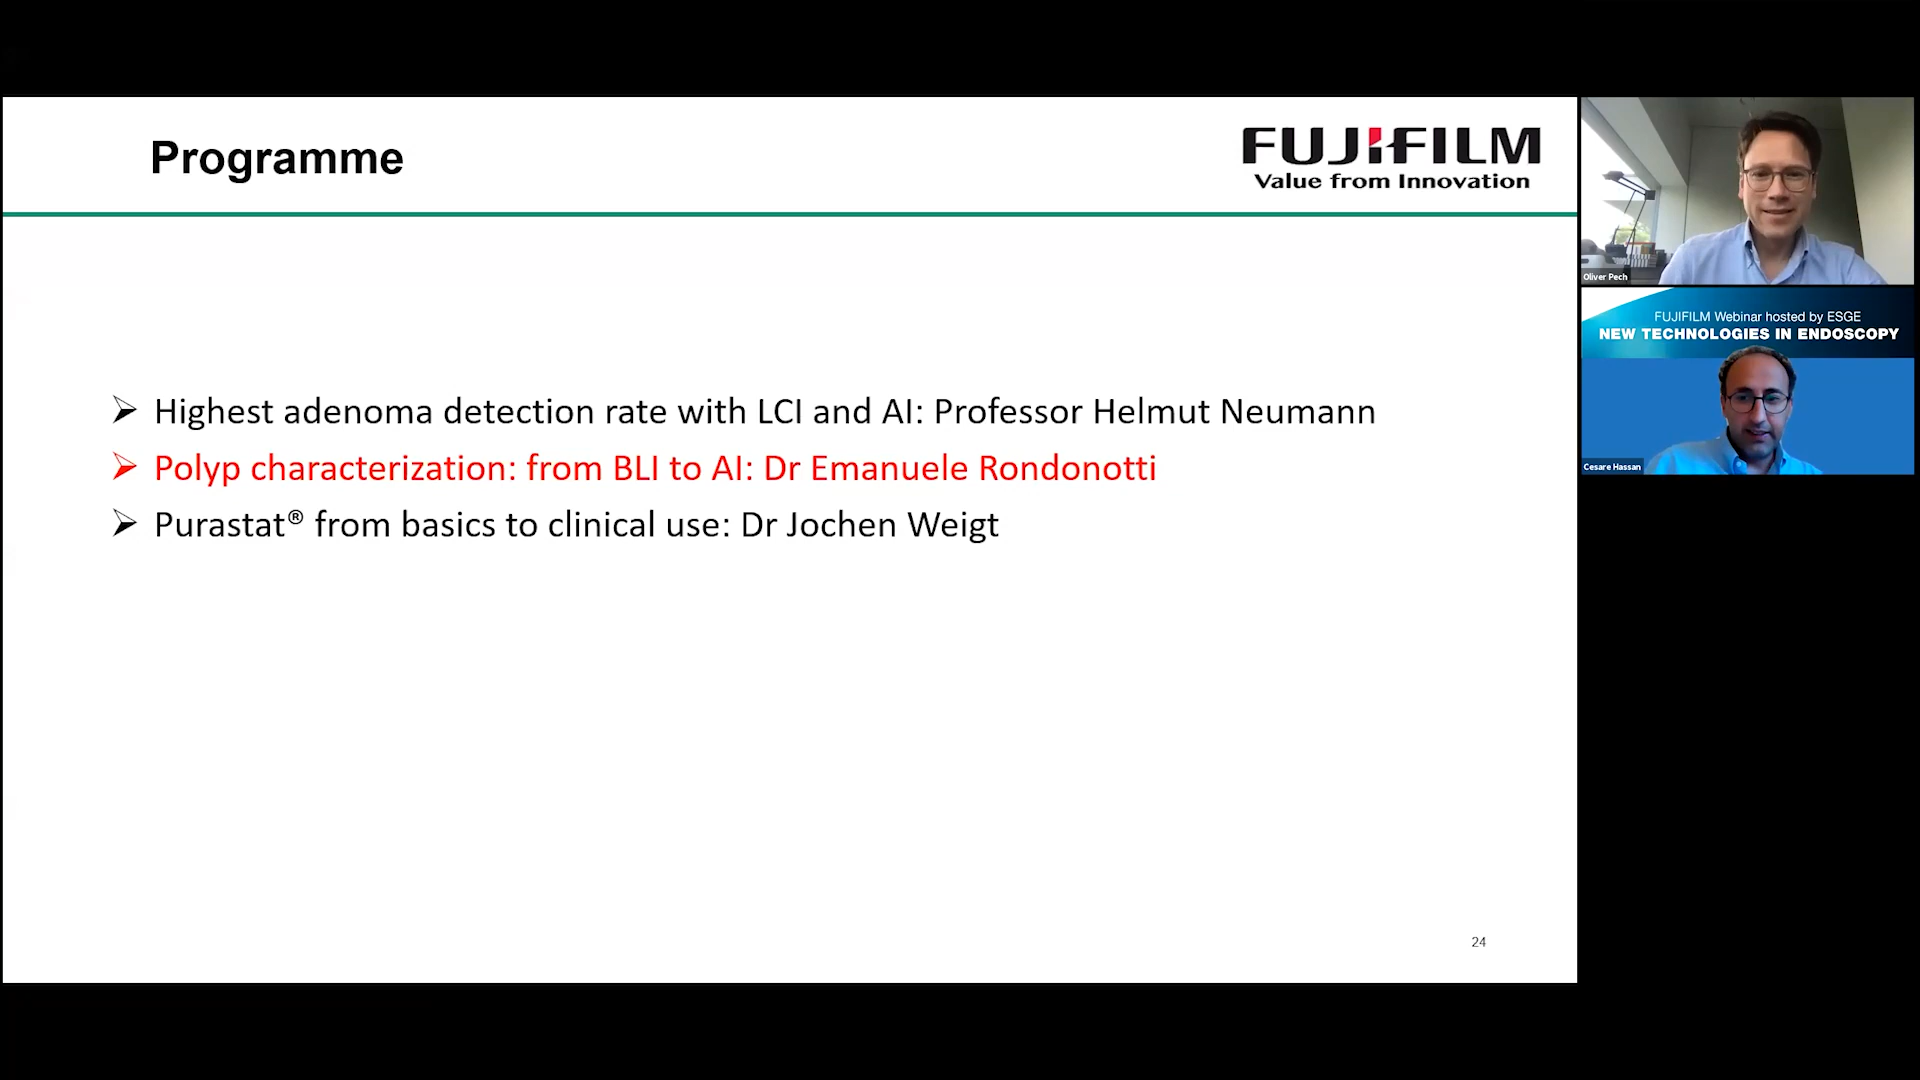 Programme
FUJIFILM
Value from Innovation
Highest adenoma detection rate with LCI and AI: Professor Helmut Neumann
Polyp characterization: from BLI to AI: Dr Emanuele Rondonotti
Purastat® from basics to clinical use: Dr Jochen Weigt
24
Oliver Pech
FUJIFILM Webinar hosted by ESGE
NEW TECHNOLOGIES IN ENDOSCOPY
Cesare Hassan